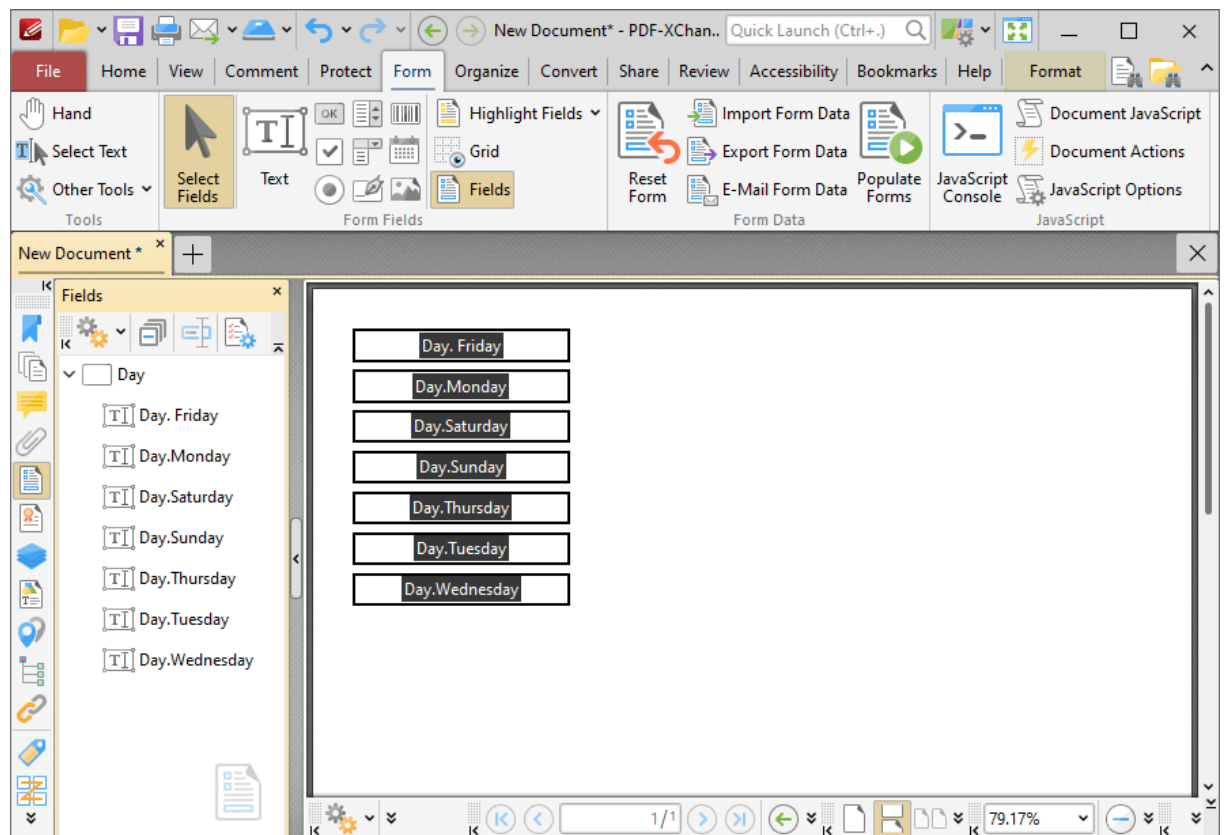 New Document* - PDF-XChan.. Quick Launch (Ctrl+.)
File Home View Comment Protect Form Organize Convert Share Review Accessibility Bookmarks Help Format
Hand
Select Text
Other Tools
Tools
Select Fields
Text
OK
Form Fields
Highlight Fields
Grid
Fields
Reset Form
Import Form Data
Export Form Data
E-Mail Form Data
Populate Forms
Form Data
JavaScript Console
Document JavaScript
Document Actions
JavaScript Options
JavaScript
New Document *
Fields
Day
Day. Friday
Day.Monday
Day.Saturday
Day.Sunday
Day.Thursday
Day.Tuesday
Day.Wednesday
Day. Friday
Day.Monday
Day.Saturday
Day.Sunday
Day.Thursday
Day.Tuesday
Day.Wednesday
1/1
79.17%